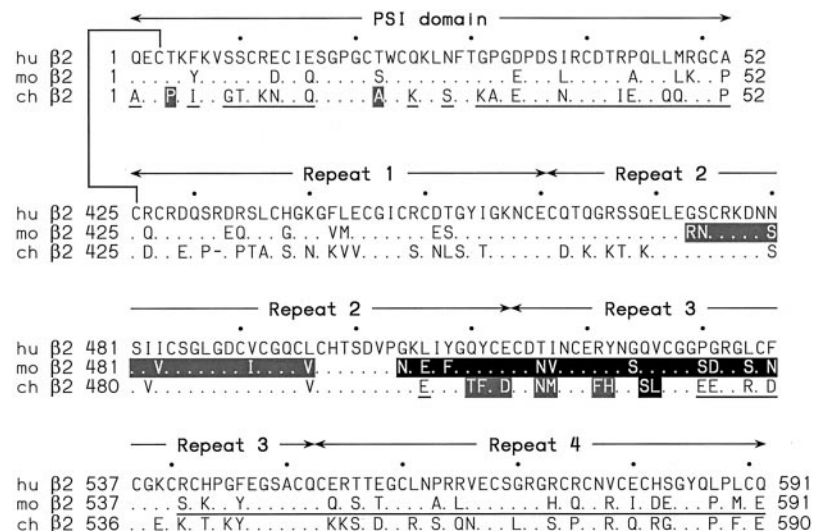 PSI domain
hu β2 1 QECTKFKVSSCRECIESGPGCTWCQKLNFTGPGDPDSIRCDTRPQLLMRGCA 52
mo β2 1 .....Y......D..Q.....S...........E...L.....A...LK..P 52
ch β2 1 A..P.I..GT.KN..Q.....A..K..S..KA.E...N....IE..QQ...P 52
Repeat 1 Repeat 2
hu β2 425 CRCRDQSRDRSLCHGKGFLECGICRCDTGYIGKNCECQTQGRSSQELEGSCRKDNN
mo β2 425 .Q......EQ...G...VM.......ES....................RN.....S
ch β2 425 .D..E.P-.PTA.S.N.KVV....S.NLS.T......D.K.KT.K..........S
Repeat 2 Repeat 3
hu β2 481 SIICSGLGDCVCGQCLCHTSDVPGKLIYGQYCECDTINCERYNGQVCGGPGRGLCF
mo β2 481 ..V.......I....V.......N.E.F.......NV.......S....SD..S.N
ch β2 480 .V.............V.........E...TF.D..NM...FH..SL...EE..R.D
Repeat 3 Repeat 4
hu β2 537 CGKCRCHPGFEGSACQCERTTEGCLNPRRVECSGRGRCRCNVCECHSGYQLPLCQ 591
mo β2 537 ....S.K..Y.......Q.S.T....A.L......H.Q..R.I.DE...P.M.E 591
ch β2 536 ..E.K.T.KY......KKS.D..R.S.QN...L..S.P..R.Q.RG....P.F.E 590